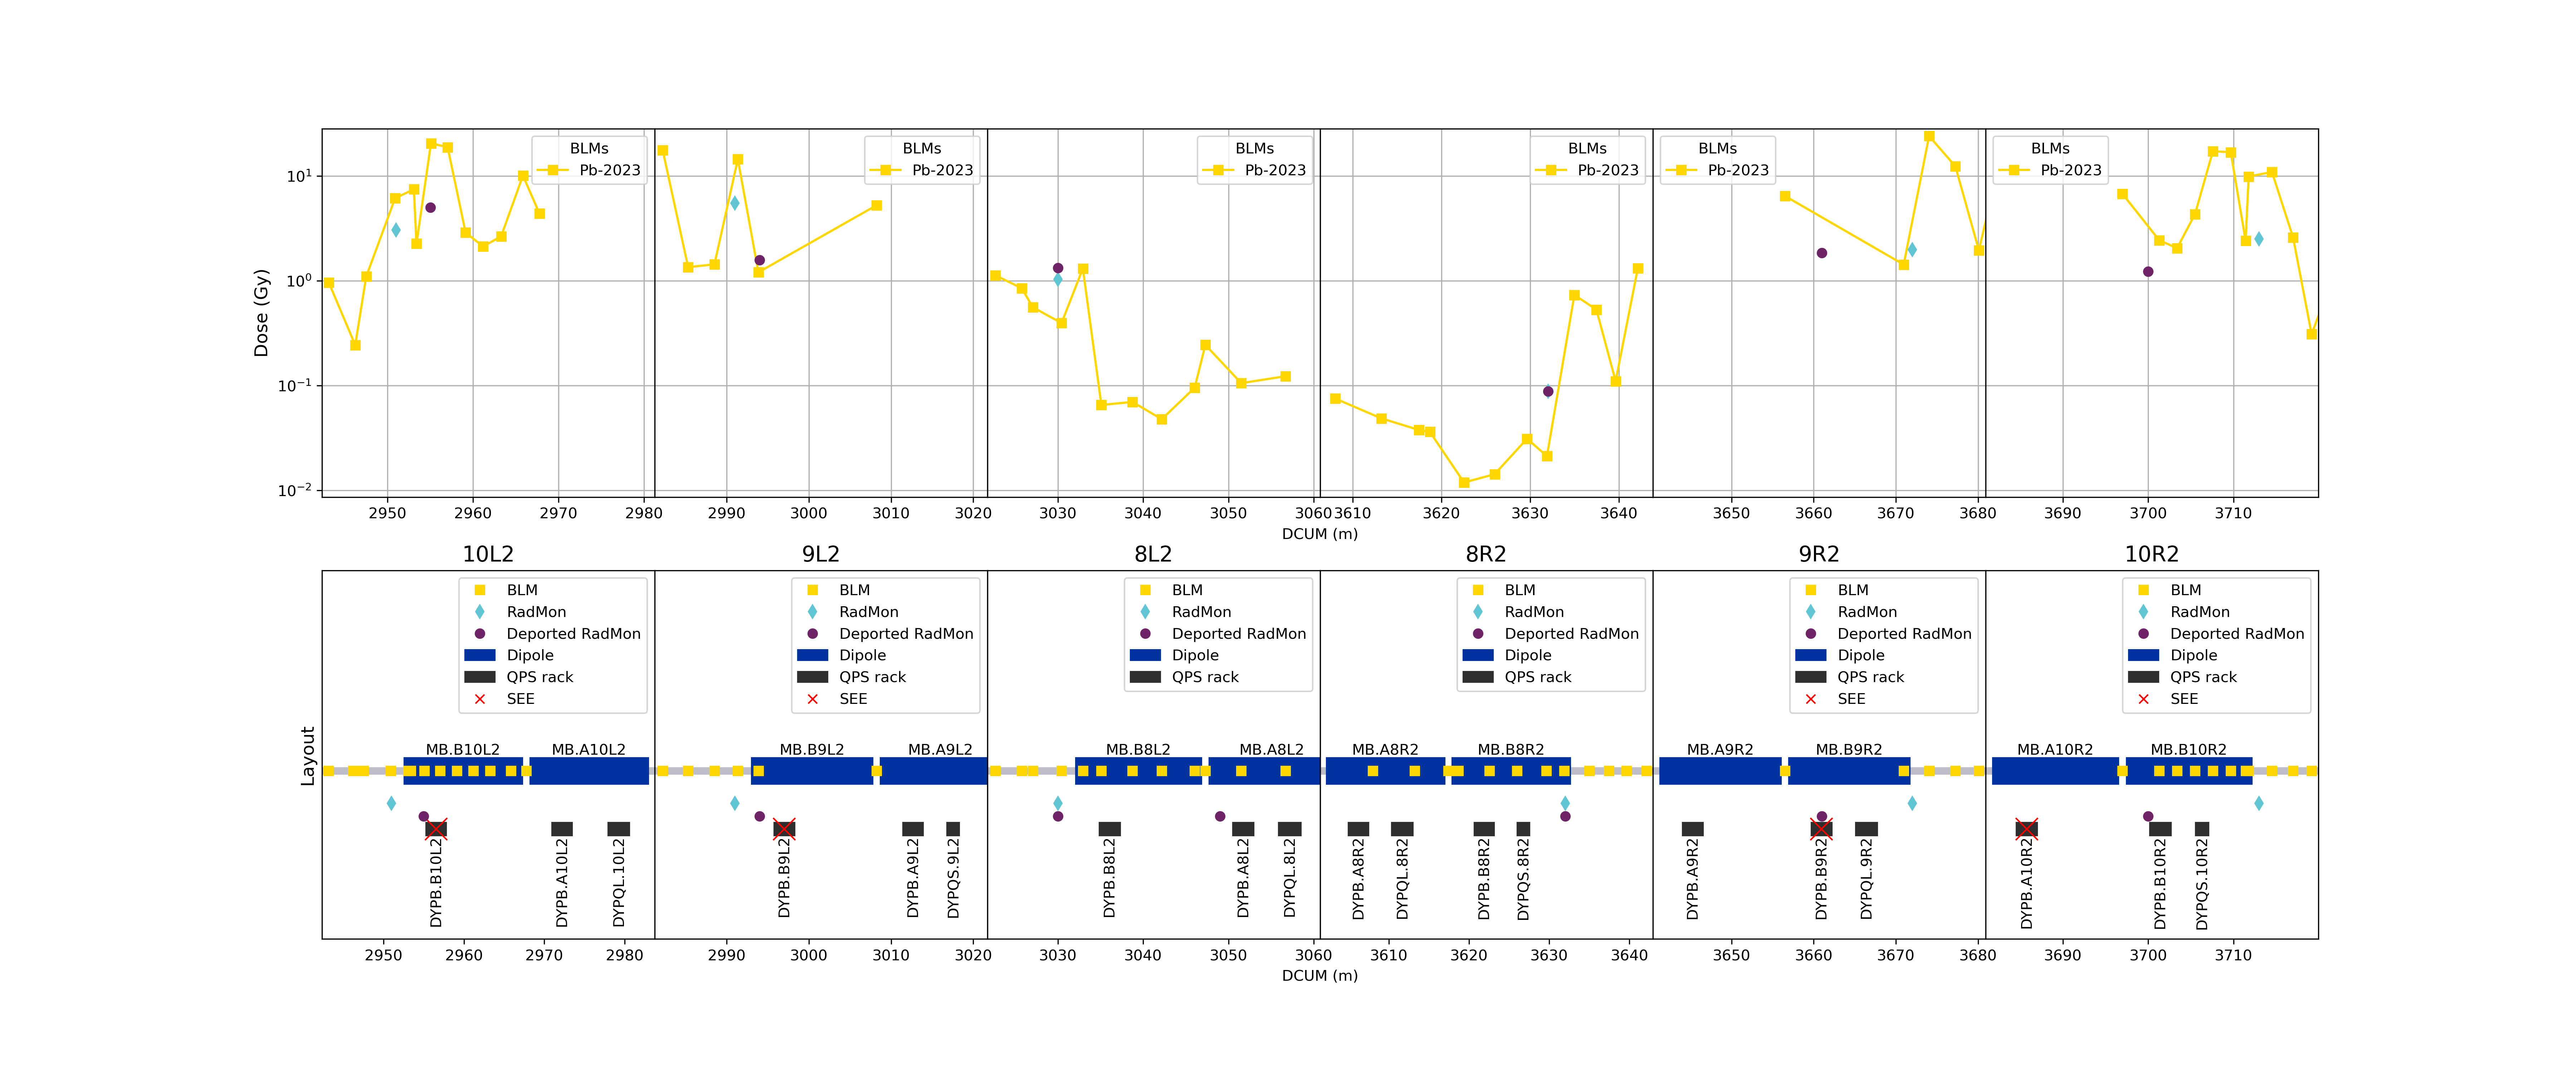 BLMs
Pb-2023
BLMs
Pb-2023
BLMs
Pb-2023
BLMs
Pb-2023
BLMs
Pb-2023
BLMs
Pb-2023
Dose (Gy)
10¹
10⁰
10⁻¹
10⁻²
2950 2960 2970 2980 2990 3000 3010 3020 3030 3040 3050 3060 3610 3620 3630 3640 3650 3660 3670 3680 3690 3700 3710
DCUM (m)
10L2 9L2 8L2 8R2 9R2 10R2
BLM
RadMon
Deported RadMon
Dipole
QPS rack
SEE
BLM
RadMon
Deported RadMon
Dipole
QPS rack
SEE
BLM
RadMon
Deported RadMon
Dipole
QPS rack
BLM
RadMon
Deported RadMon
Dipole
QPS rack
BLM
RadMon
Deported RadMon
Dipole
QPS rack
SEE
BLM
RadMon
Deported RadMon
Dipole
QPS rack
SEE
Layout
MB.B10L2 MB.A10L2 MB.B9L2 MB.A9L2 MB.B8L2 MB.A8L2 MB.A8R2 MB.B8R2 MB.A9R2 MB.B9R2 MB.A10R2 MB.B10R2
DYPB.B10L2
DYPB.A10L2
DYPQL.10L2
DYPB.B9L2
DYPB.A9L2
DYPQS.9L2
DYPB.B8L2
DYPB.A8L2
DYPQL.8L2
DYPB.A8R2
DYPQL.8R2
DYPB.B8R2
DYPQS.8R2
DYPB.A9R2
DYPB.B9R2
DYPQL.9R2
DYPB.A10R2
DYPB.B10R2
DYPQS.10R2
2950 2960 2970 2980 2990 3000 3010 3020 3030 3040 3050 3060 3610 3620 3630 3640 3650 3660 3670 3680 3690 3700 3710
DCUM (m)